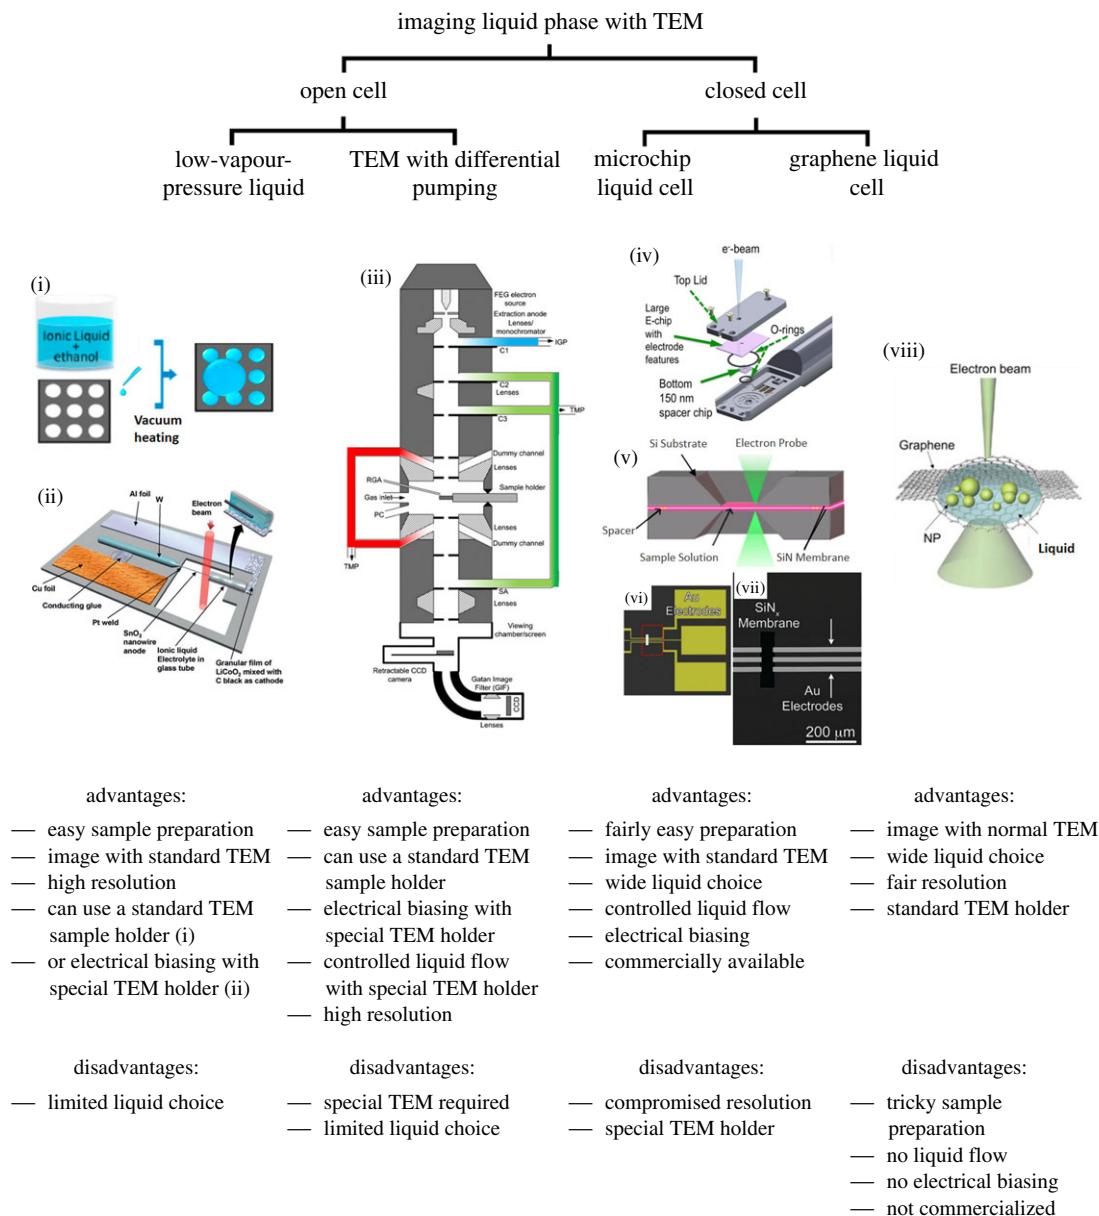 imaging liquid phase with TEM
open cell
closed cell
low-vapour-
pressure liquid
TEM with differential
pumping
microchip
liquid cell
graphene liquid
cell
(i)
Ionic Liquid
+
ethanol
Vacuum
heating
(ii)
Al foil
W
Electron
beam
Cu foil
Conducting glue
Pt weld
SnO2
nanowire
anode
Ionic liquid
Electrolyte in
glass tube
Granular film of
LiCoO2 mixed with
C black as cathode
(iii)
FEG electron
source
Extraction anode
Lenses/
monochromator
IGP
C1
C2
Lenses
TMP
C3
Dummy channel
Lenses
RGA
Sample holder
Gas inlet
PC
Lenses
Dummy channel
TMP
SA
Lenses
Viewing
chamber/screen
Retractable CCD
camera
Gatan Image
Filter (GIF)
CCD
Lenses
(iv)
e-beam
Top Lid
Large
E-chip
with
electrode
features
O-rings
Bottom
150 nm
spacer chip
(v)
Si Substrate
Electron Probe
Spacer
Sample Solution
SiN Membrane
(vi)
Au
Electrodes
(vii)
SiNx
Membrane
Au
Electrodes
200 μm
(viii)
Electron beam
Graphene
NP
Liquid
advantages:
— easy sample preparation
— image with standard TEM
— high resolution
— can use a standard TEM
sample holder (i)
— or electrical biasing with
special TEM holder (ii)
advantages:
— easy sample preparation
— can use a standard TEM
sample holder
— electrical biasing with
special TEM holder
— controlled liquid flow
with special TEM holder
— high resolution
advantages:
— fairly easy preparation
— image with standard TEM
— wide liquid choice
— controlled liquid flow
— electrical biasing
— commercially available
advantages:
— image with normal TEM
— wide liquid choice
— fair resolution
— standard TEM holder
disadvantages:
— limited liquid choice
disadvantages:
— special TEM required
— limited liquid choice
disadvantages:
— compromised resolution
— special TEM holder
disadvantages:
— tricky sample
preparation
— no liquid flow
— no electrical biasing
— not commercialized